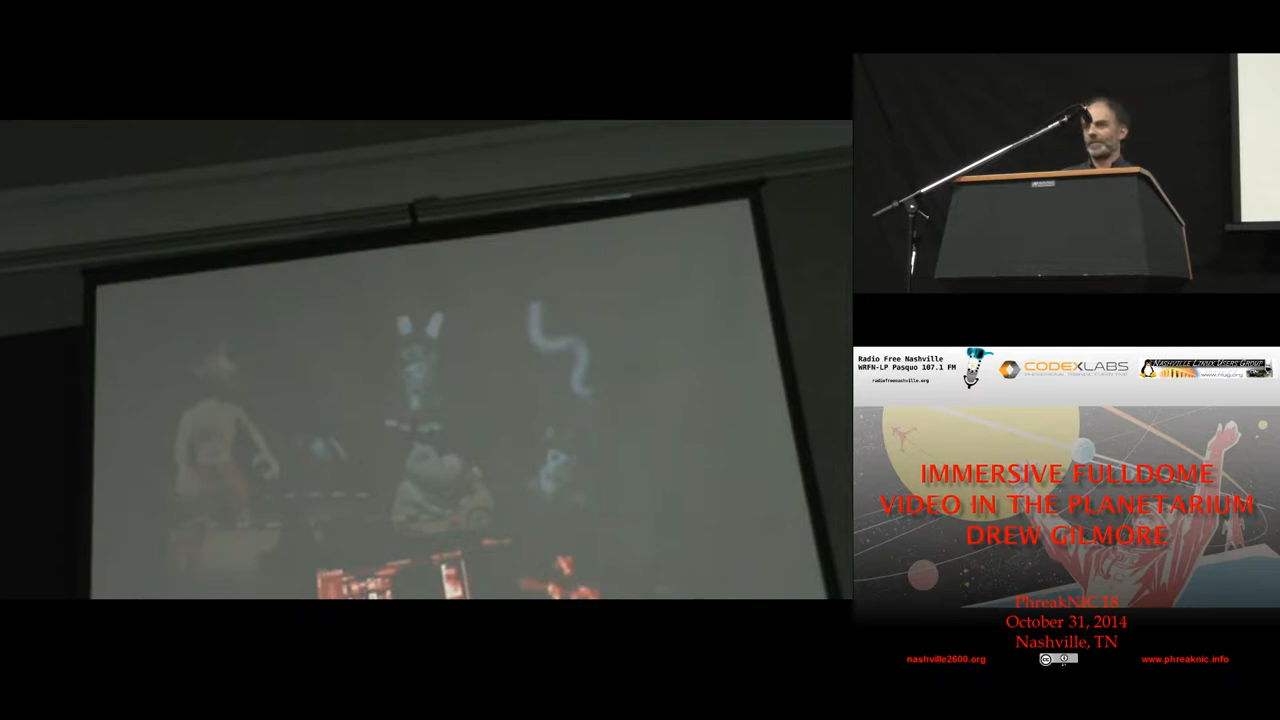 Radio Free Nashville
WRFN-LP Pasquo 107.1 FM
radiofreenashville.org
CODEXLABS
NASHVILLE LINUX USERS GROUP
www.nlug.org
IMMERSIVE FULLDOME
VIDEO IN THE PLANETARIUM
DREW GILMORE
PhreakNIC 18
October 31, 2014
Nashville, TN
nashville2600.org
cc
www.phreaknic.info